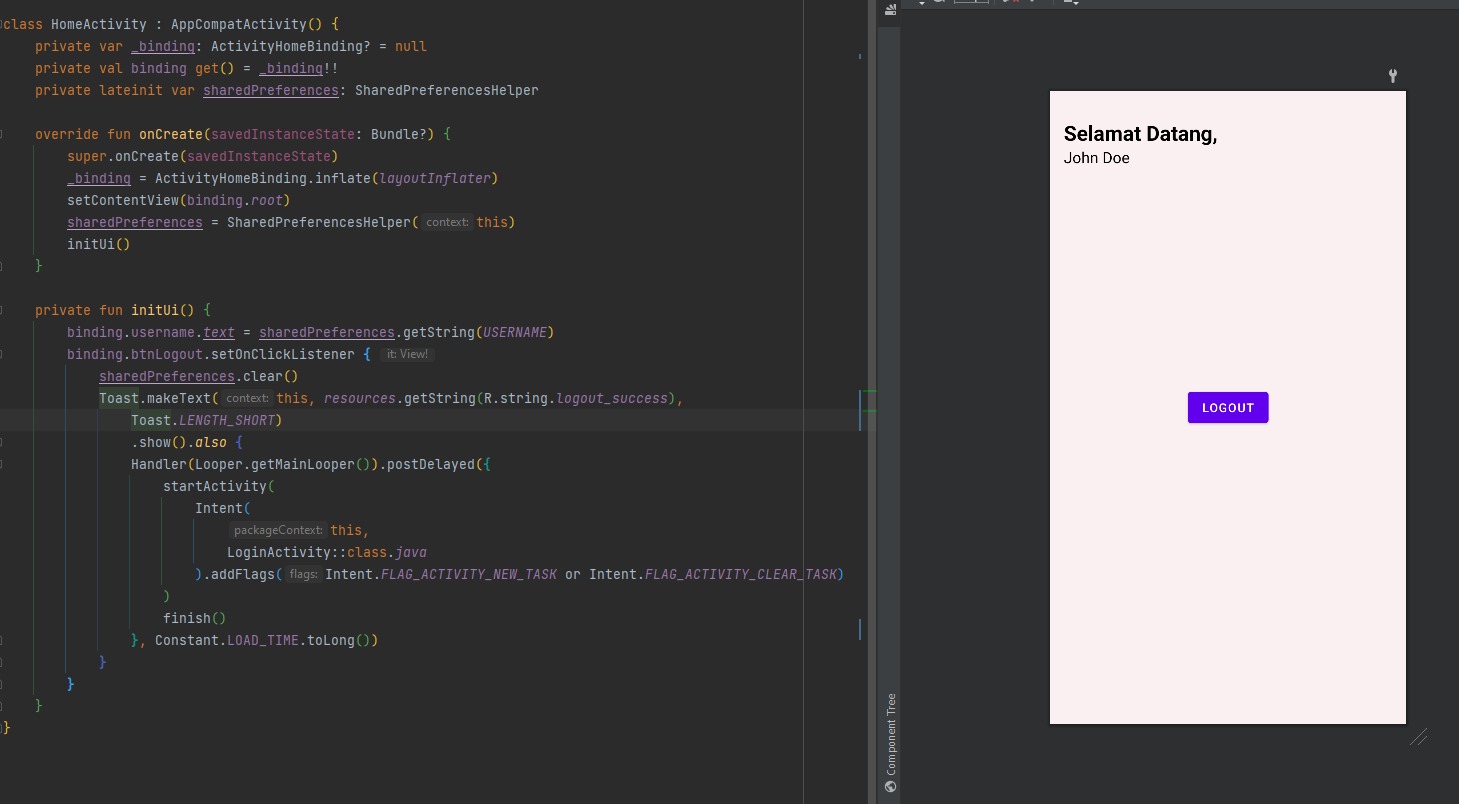 class HomeActivity : AppCompatActivity() {
    private var _binding: ActivityHomeBinding? = null
    private val binding get() = _binding!!
    private lateinit var sharedPreferences: SharedPreferencesHelper

    override fun onCreate(savedInstanceState: Bundle?) {
        super.onCreate(savedInstanceState)
        _binding = ActivityHomeBinding.inflate(layoutInflater)
        setContentView(binding.root)
        sharedPreferences = SharedPreferencesHelper( context: this)
        initUi()
    }

    private fun initUi() {
        binding.username.text = sharedPreferences.getString(USERNAME)
        binding.btnLogout.setOnClickListener { it: View!
            sharedPreferences.clear()
            Toast.makeText( context: this, resources.getString(R.string.logout_success),
                Toast.LENGTH_SHORT)
                .show().also {
                Handler(Looper.getMainLooper()).postDelayed({
                    startActivity(
                        Intent(
                            packageContext: this,
                            LoginActivity::class.java
                        ).addFlags( flags: Intent.FLAG_ACTIVITY_NEW_TASK or Intent.FLAG_ACTIVITY_CLEAR_TASK)
                    )
                    finish()
                }, Constant.LOAD_TIME.toLong())
            }
        }
    }
}
Component Tree
Selamat Datang,
John Doe
LOGOUT